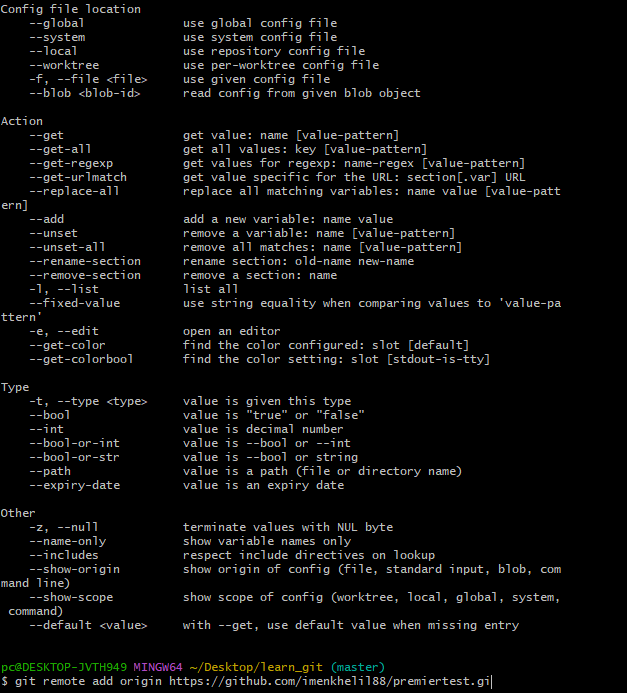 Config file location
    --global              use global config file
    --system              use system config file
    --local               use repository config file
    --worktree            use per-worktree config file
    -f, --file <file>     use given config file
    --blob <blob-id>      read config from given blob object

Action
    --get                 get value: name [value-pattern]
    --get-all             get all values: key [value-pattern]
    --get-regexp          get values for regexp: name-regex [value-pattern]
    --get-urlmatch        get value specific for the URL: section[.var] URL
    --replace-all         replace all matching variables: name value [value-patt
ern]
    --add                 add a new variable: name value
    --unset               remove a variable: name [value-pattern]
    --unset-all           remove all matches: name [value-pattern]
    --rename-section      rename section: old-name new-name
    --remove-section      remove a section: name
    -l, --list            list all
    --fixed-value         use string equality when comparing values to 'value-pa
ttern'
    -e, --edit            open an editor
    --get-color           find the color configured: slot [default]
    --get-colorbool       find the color setting: slot [stdout-is-tty]

Type
    -t, --type <type>     value is given this type
    --bool                value is "true" or "false"
    --int                 value is decimal number
    --bool-or-int         value is --bool or --int
    --bool-or-str         value is --bool or string
    --path                value is a path (file or directory name)
    --expiry-date         value is an expiry date

Other
    -z, --null            terminate values with NUL byte
    --name-only           show variable names only
    --includes            respect include directives on lookup
    --show-origin         show origin of config (file, standard input, blob, com
mand line)
    --show-scope          show scope of config (worktree, local, global, system,
 command)
    --default <value>     with --get, use default value when missing entry

pc@DESKTOP-JVTH949 MINGW64 ~/Desktop/learn_git (master)
$ git remote add origin https://github.com/imenkhelil88/premiertest.gi